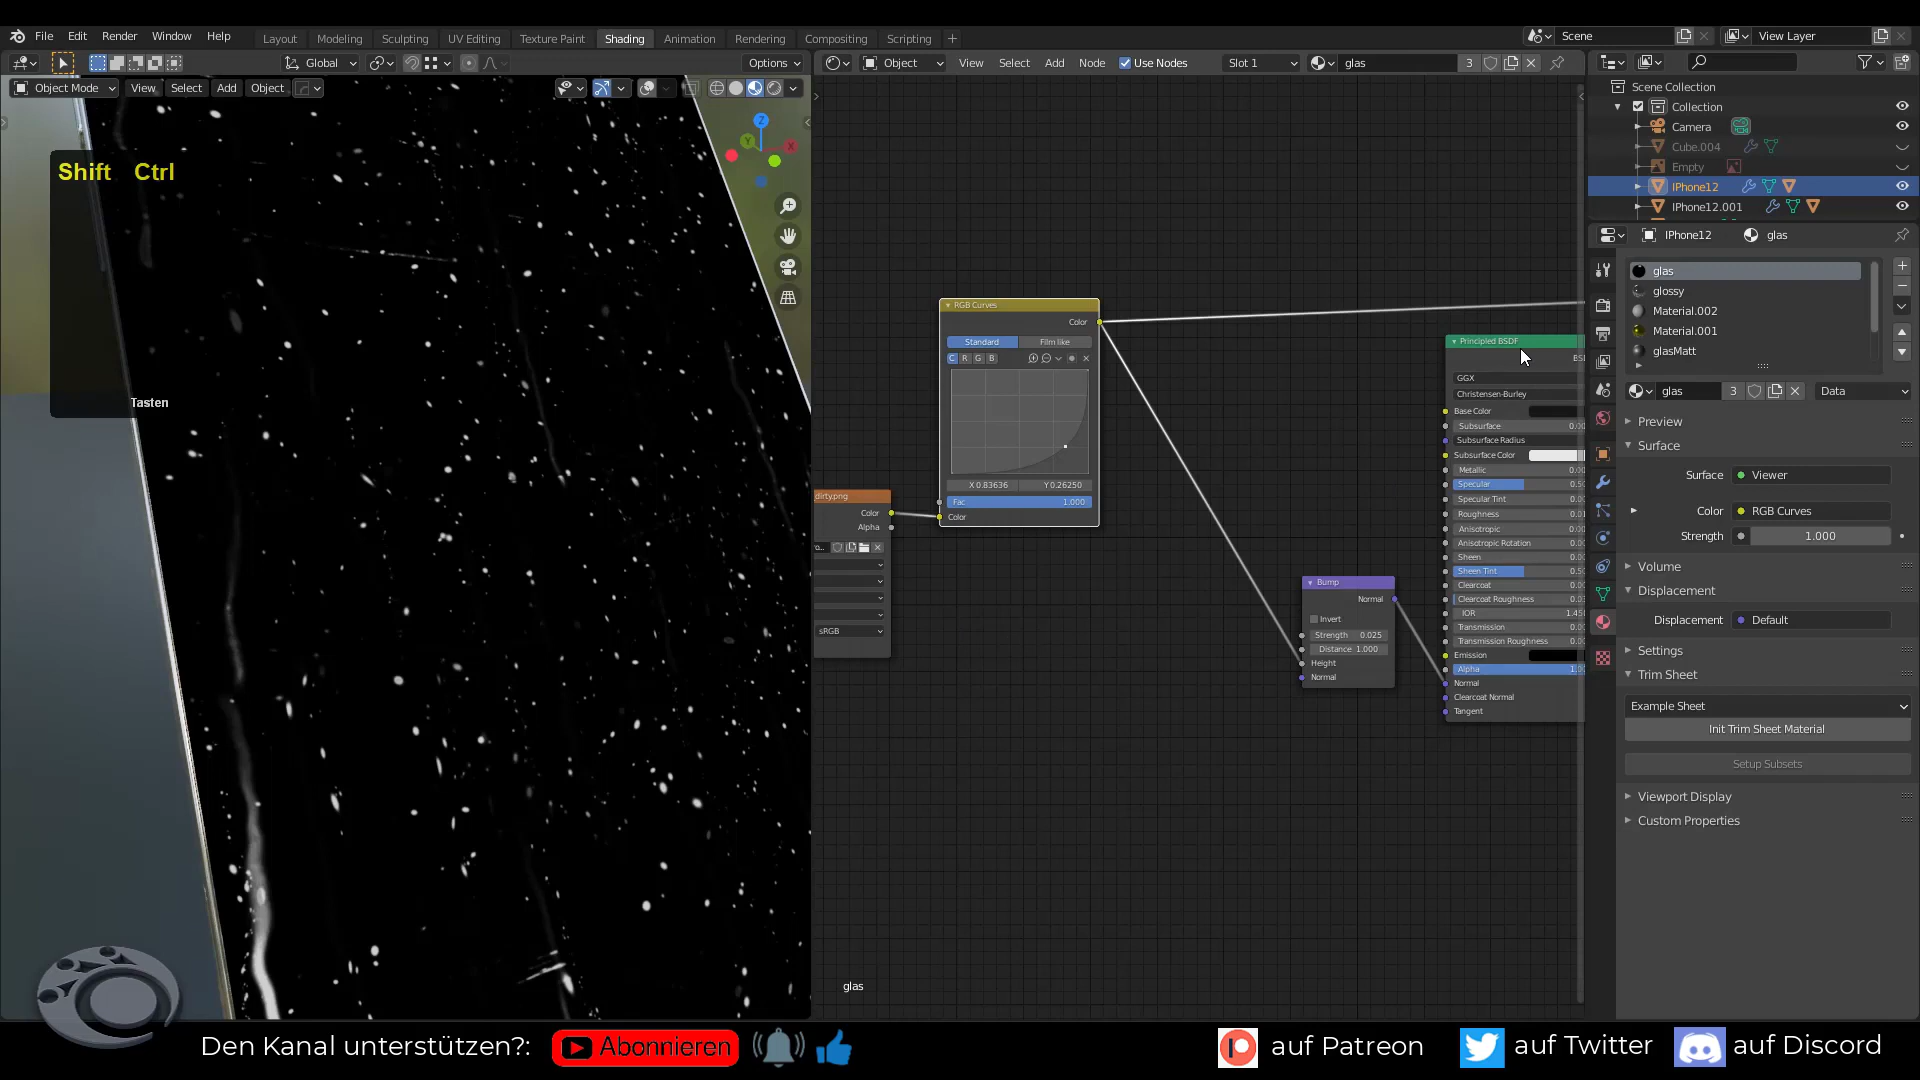 File Edit Render Window Help
Layout Modeling Sculpting UV Editing Texture Paint Shading Animation Rendering Compositing Scripting +
Scene View Layer
Global Options
Object View Select Add Node Use Nodes Slot 1 glas 3
Object Mode View Select Add Object
Scene Collection
Collection
Camera
Cube.004
Empty
IPhone12
IPhone12.001
Z
Y
X
Shift Ctrl
Tasten
RGB Curves
Color
Standard Film like
C R G B
X 0.83636 Y 0.26250
Fac 1.000
Color
dirty.png
Color
Alpha
sRGB
Bump
Normal
Invert
Strength 0.025
Distance 1.000
Height
Normal
Principled BSDF
GGX
Christensen-Burley
Base Color
Subsurface
Subsurface Radius
Subsurface Color
Metallic
Specular
Specular Tint
Roughness
Anisotropic
Anisotropic Rotation
Sheen
Sheen Tint
Clearcoat
Clearcoat Roughness
IOR
Transmission
Transmission Roughness
Emission
Alpha
Normal
Clearcoat Normal
Tangent
glas
IPhone12 glas
glas
glossy
Material.002
Material.001
glasMatt
glas 3 Data
Preview
Surface
Surface Viewer
Color RGB Curves
Strength 1.000
Volume
Displacement
Displacement Default
Settings
Trim Sheet
Example Sheet
Init Trim Sheet Material
Setup Subsets
Viewport Display
Custom Properties
Den Kanal unterstützen?: Abonnieren auf Patreon auf Twitter auf Discord